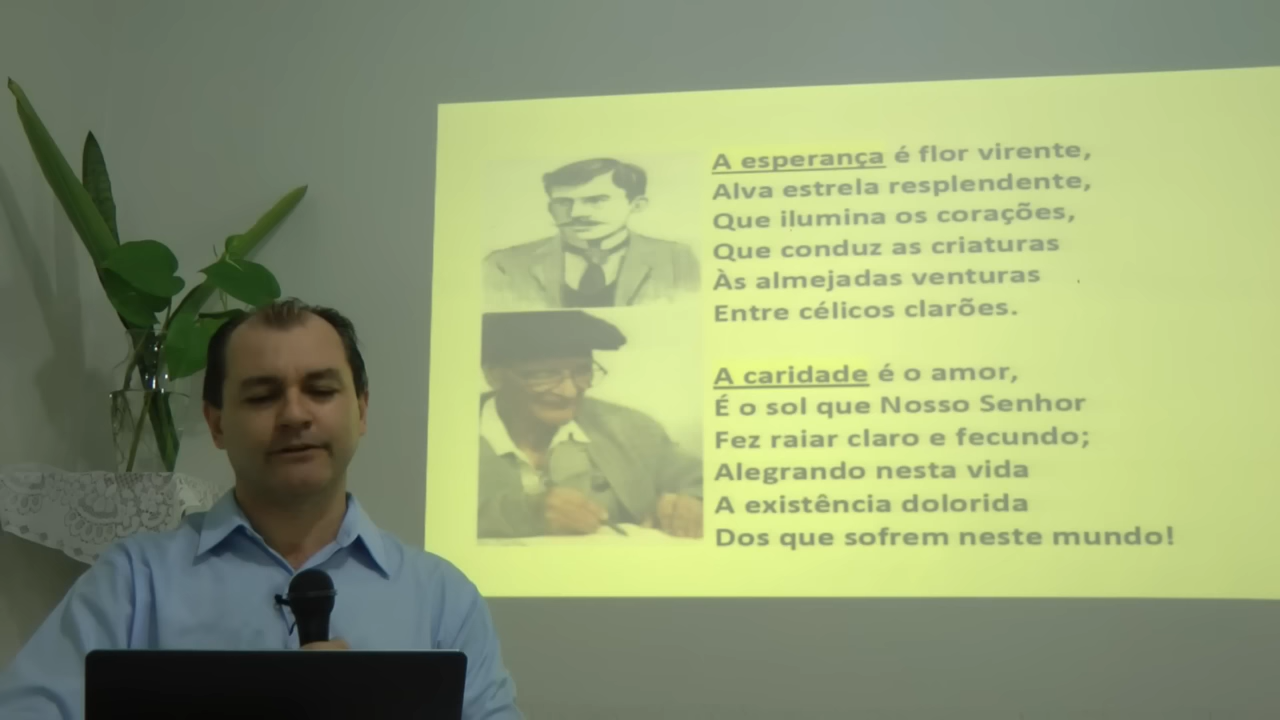 A esperança é flor virente,
Alva estrela resplendente,
Que ilumina os corações,
Que conduz as criaturas
Às almejadas venturas
Entre célicos clarões.
A caridade é o amor,
É o sol que Nosso Senhor
Fez raiar claro e fecundo;
Alegrando nesta vida
A existência dolorida
Dos que sofrem neste mundo!